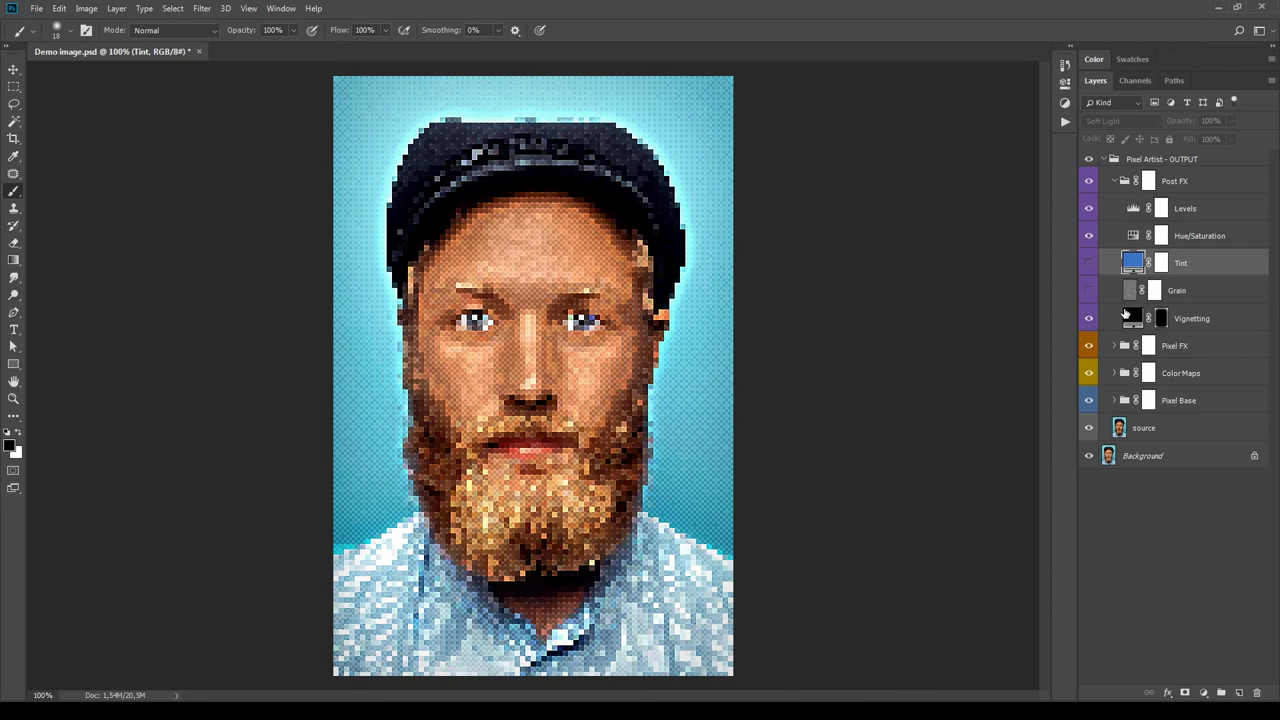 Ps File Edit Image Layer Type Select Filter 3D View Window Help
18 Mode: Normal Opacity: 100% Flow: 100% Smoothing: 0%
Demo image.psd @ 100% (Tint, RGB/8#) * ×
Color Swatches
Layers Channels Paths
Kind
Soft Light Opacity: 100%
Lock: Fill: 100%
Pixel Artist - OUTPUT
Post FX
Levels
Hue/Saturation
Tint
Grain
Vignetting
Pixel FX
Color Maps
Pixel Base
source
Background
100% Doc: 1,54M/20,5M
fx